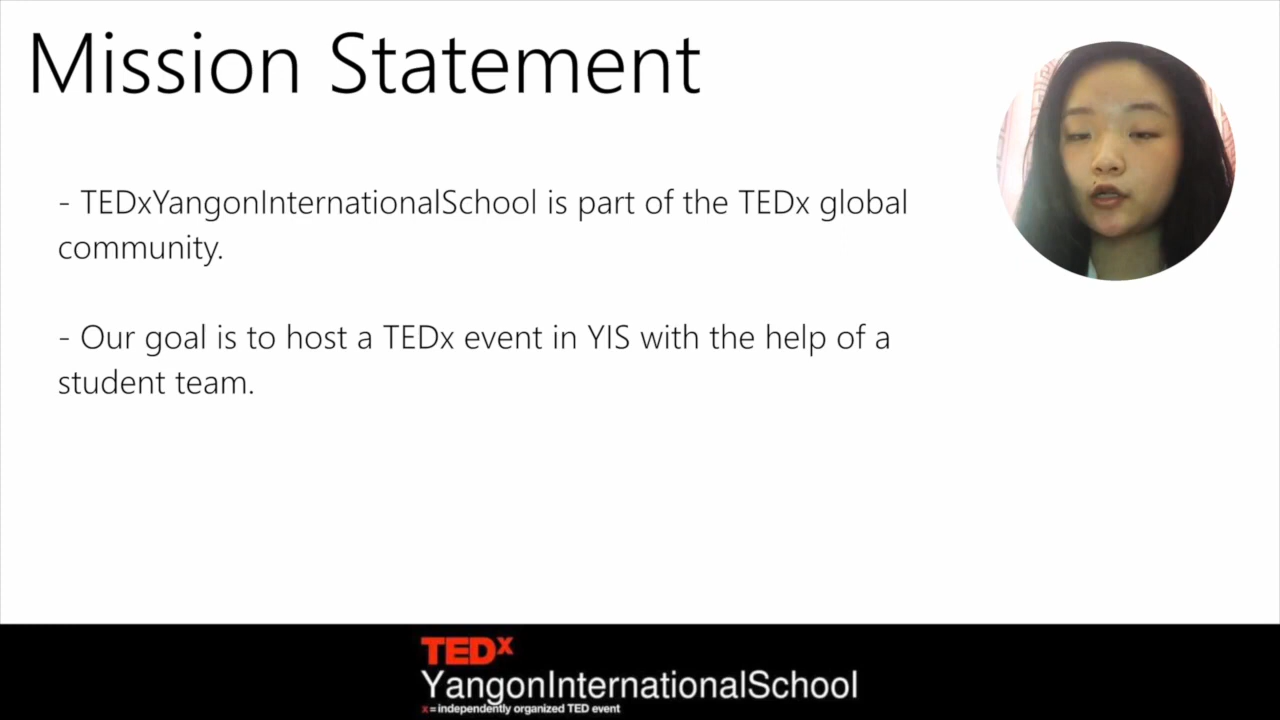 Mission Statement
- TEDxYangonInternationalSchool is part of the TEDx global
community.
- Our goal is to host a TEDx event in YIS with the help of a
student team.
TEDx
YangonInternationalSchool
x = independently organized TED event